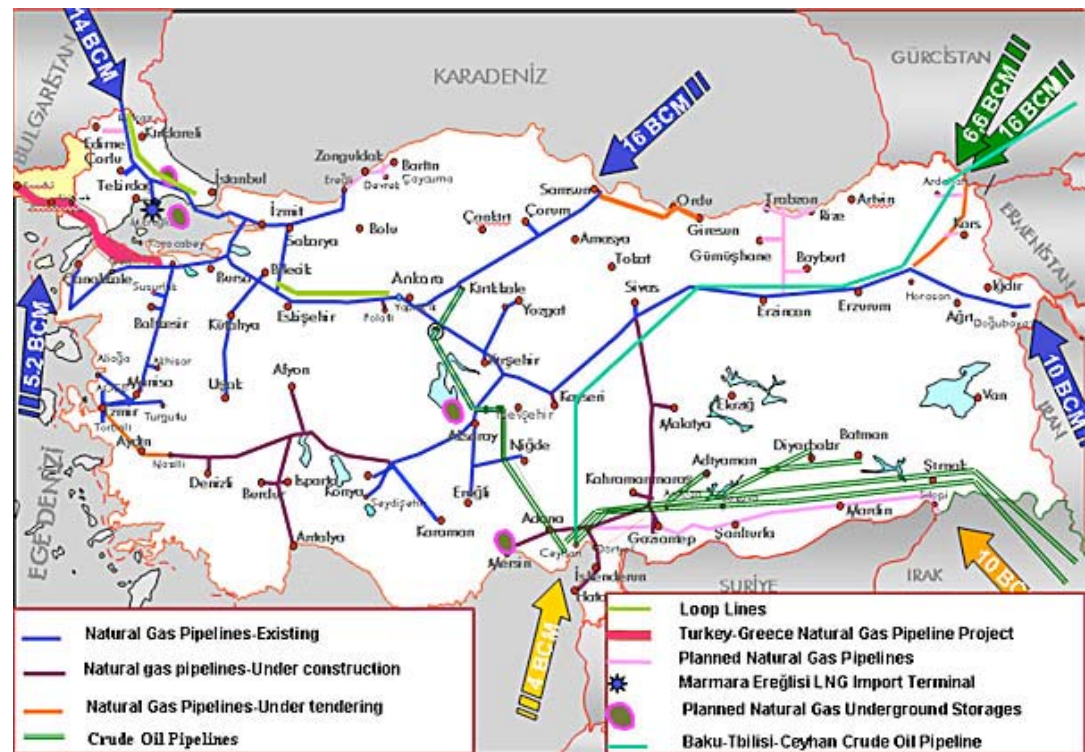 14 BCM
KARADENİZ
GÜRCİSTAN
6,6 BCM
16 BCM
16 BCM
BULGARİSTAN
Kırklareli
Edirne
Çorlu
Tekirdağ
İstanbul
Zonguldak
Bartın
Ereğli
Devrek
Çaycuma
İzmit
Sakarya
Bolu
Çankırı
Çorum
Samsun
Ordu
Giresun
Amasya
Tokat
Trabzon
Rize
Artvin
Kars
Gümüşhane
Bayburt
ERMENİSTAN
Karacabey
Çanakkale
Bursa
Bilecik
Ankara
Kırıkkale
Polatlı
Eskişehir
Susurluk
Balıkesir
Kütahya
Yozgat
Sivas
Erzincan
Erzurum
Horasan
Iğdır
Ağrı
5.2 BCM
10 BCM
İRAN
Aliağa
Akhisar
Manisa
Uşak
Afyon
Kırşehir
Kayseri
Nevşehir
Malatya
Elazığ
Van
İzmir
Turgutlu
Torbalı
Aydın
Nazilli
Denizli
Burdur
Isparta
Konya
Seydişehir
Aksaray
Niğde
Ereğli
Karaman
Antalya
EGE DENİZİ
Kahramanmaraş
Adıyaman
Diyarbakır
Batman
Şırnak
Adana
Mersin
Ceyhan
Gaziantep
Şanlıurfa
Mardin
İskenderun
SURİYE
IRAK
4 BCM
10 BC
Natural Gas Pipelines-Existing
Natural gas pipelines-Under construction
Natural Gas Pipelines-Under tendering
Crude Oil Pipelines
Loop Lines
Turkey-Greece Natural Gas Pipeline Project
Planned Natural Gas Pipelines
Marmara Ereğlisi LNG Import Terminal
Planned Natural Gas Underground Storages
Baku-Tbilisi-Ceyhan Crude Oil Pipeline